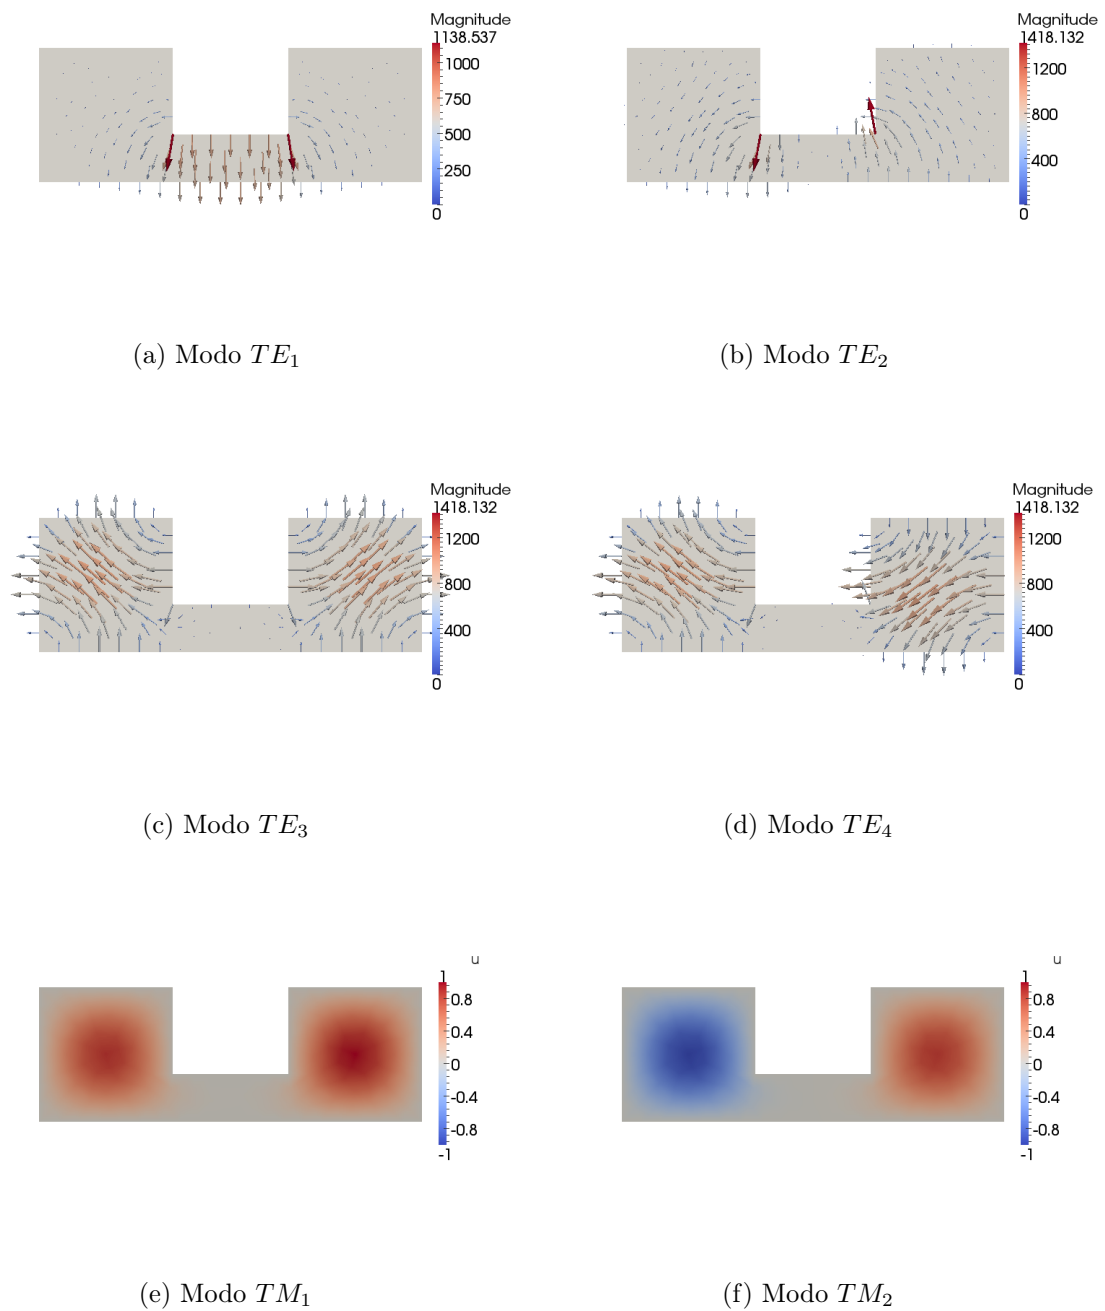 Magnitude
1138.537
1000
750
500
250
0
(a) Modo TE₁
Magnitude
1418.132
1200
800
400
0
(b) Modo TE₂
Magnitude
1418.132
1200
800
400
0
(c) Modo TE₃
Magnitude
1418.132
1200
800
400
0
(d) Modo TE₄
u
1
0.8
0.4
0
-0.4
-0.8
-1
(e) Modo TM₁
u
1
0.8
0.4
0
-0.4
-0.8
-1
(f) Modo TM₂